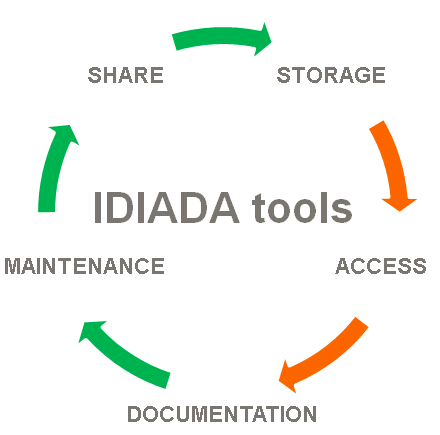 SHARE
STORAGE
IDIADA tools
MAINTENANCE
ACCESS
DOCUMENTATION